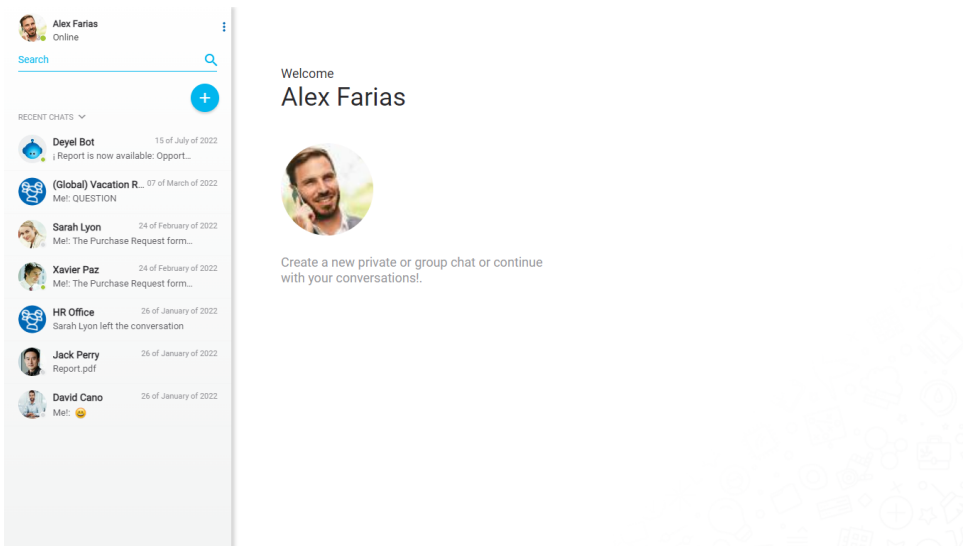 Alex Farias
Online
Search
RECENT CHATS
Deyel Bot 15 of July of 2022
¡ Report is now available: Opport...
(Global) Vacation R... 07 of March of 2022
Me!: QUESTION
Sarah Lyon 24 of February of 2022
Me!: The Purchase Request form...
Xavier Paz 24 of February of 2022
Me!: The Purchase Request form...
HR Office 26 of January of 2022
Sarah Lyon left the conversation
Jack Perry 26 of January of 2022
Report.pdf
David Cano 26 of January of 2022
Me!: 😄
Welcome
Alex Farias
Create a new private or group chat or continue
with your conversations!.